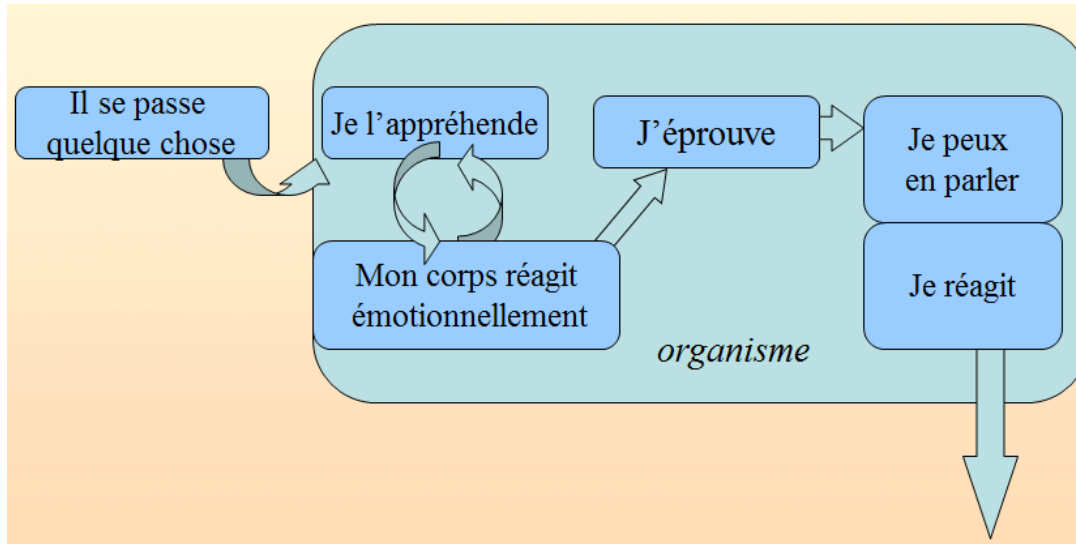 Il se passe
quelque chose
Je l’appréhende
J’éprouve
Je peux
en parler
Mon corps réagit
émotionnellement
Je réagit
organisme